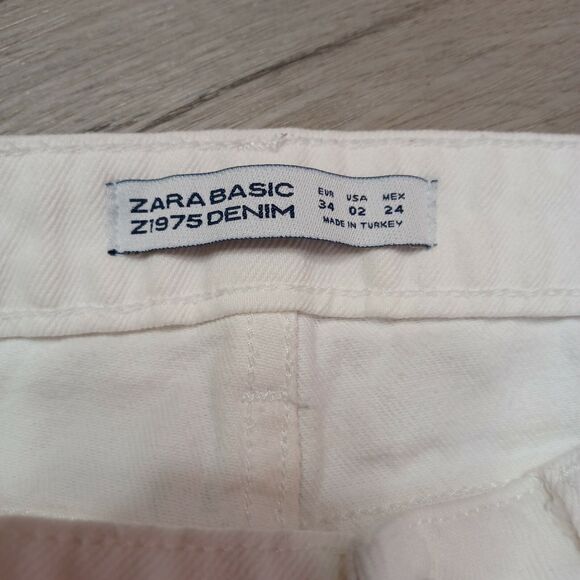 ZARA BASIC
Z1975 DENIM
EUR USA MEX
34 02 24
MADE IN TURKEY